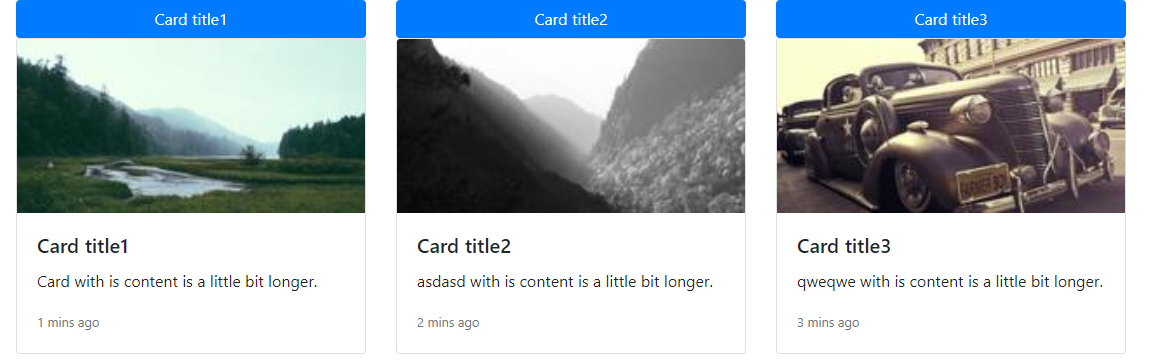 Card title1
Card title2
Card title3
FARMER BOY
Card title1
Card with is content is a little bit longer.
1 mins ago
Card title2
asdasd with is content is a little bit longer.
2 mins ago
Card title3
qweqwe with is content is a little bit longer.
3 mins ago